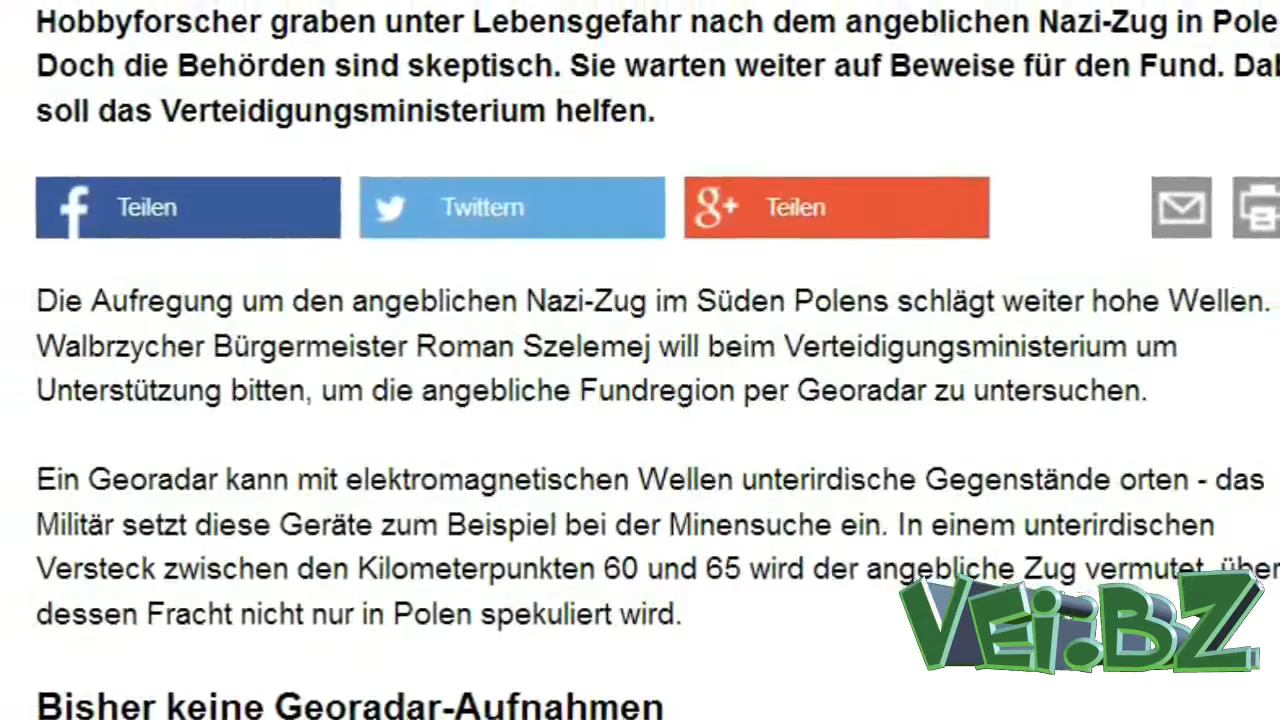 Hobbyforscher graben unter Lebensgefahr nach dem angeblichen Nazi-Zug in Pole
Doch die Behörden sind skeptisch. Sie warten weiter auf Beweise für den Fund. Dab
soll das Verteidigungsministerium helfen.
Teilen Twittern Teilen
Die Aufregung um den angeblichen Nazi-Zug im Süden Polens schlägt weiter hohe Wellen.
Walbrzycher Bürgermeister Roman Szelemej will beim Verteidigungsministerium um
Unterstützung bitten, um die angebliche Fundregion per Georadar zu untersuchen.
Ein Georadar kann mit elektromagnetischen Wellen unterirdische Gegenstände orten - das
Militär setzt diese Geräte zum Beispiel bei der Minensuche ein. In einem unterirdischen
Versteck zwischen den Kilometerpunkten 60 und 65 wird der angebliche Zug vermutet, über
dessen Fracht nicht nur in Polen spekuliert wird.
VEi:BZ.
Bisher keine Georadar-Aufnahmen